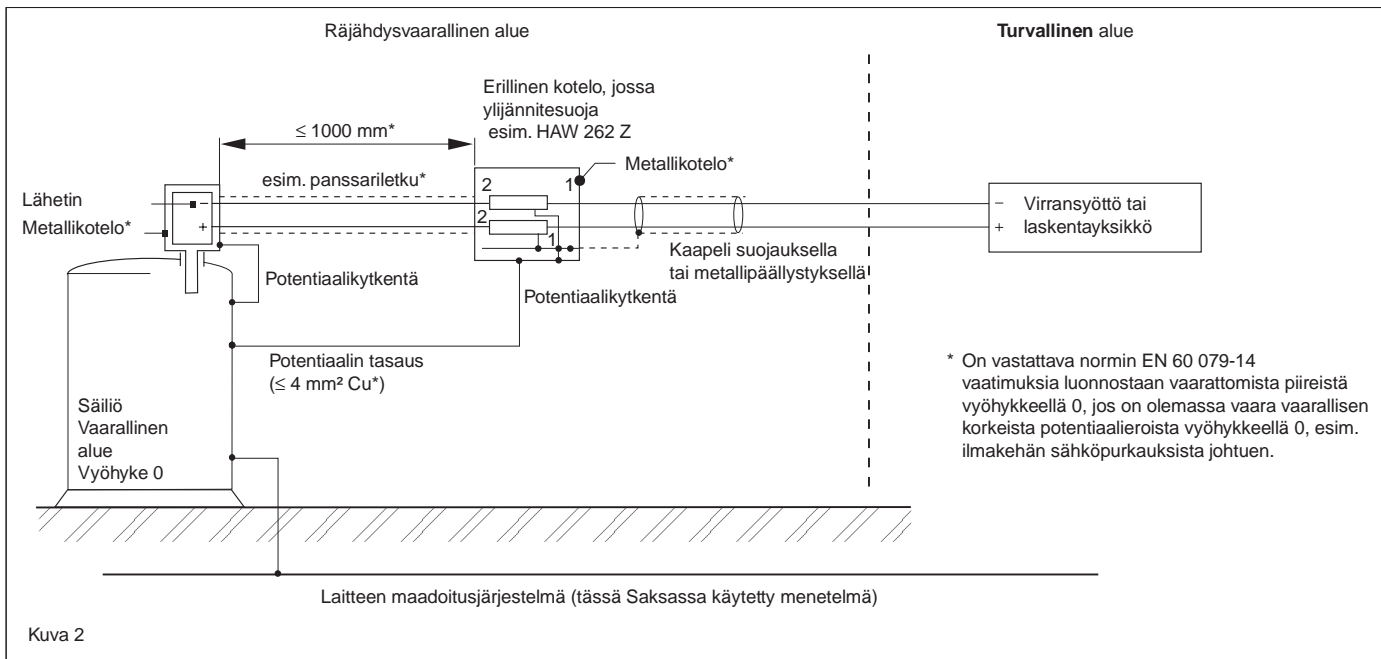 Räjähdysvaarallinen alue
Turvallinen alue
Erillinen kotelo, jossa
ylijännitesuoja
esim. HAW 262 Z
≤ 1000 mm*
Metallikotelo*
esim. panssariletku*
2
1
Lähetin
−
Metallikotelo*
+
2
1
− Virransyöttö tai
+ laskentayksikkö
Kaapeli suojauksella
tai metallipäällystyksellä
Potentiaalikytkentä
Potentiaalikytkentä
Potentiaalin tasaus
(≤ 4 mm² Cu*)
* On vastattava normin EN 60 079-14
vaatimuksia luonnostaan vaarattomista piireistä
vyöhykkeellä 0, jos on olemassa vaara vaarallisen
korkeista potentiaalieroista vyöhykkeellä 0, esim.
ilmakehän sähköpurkauksista johtuen.
Säiliö
Vaarallinen
alue
Vyöhyke 0
Laitteen maadoitusjärjestelmä (tässä Saksassa käytetty menetelmä)
Kuva 2